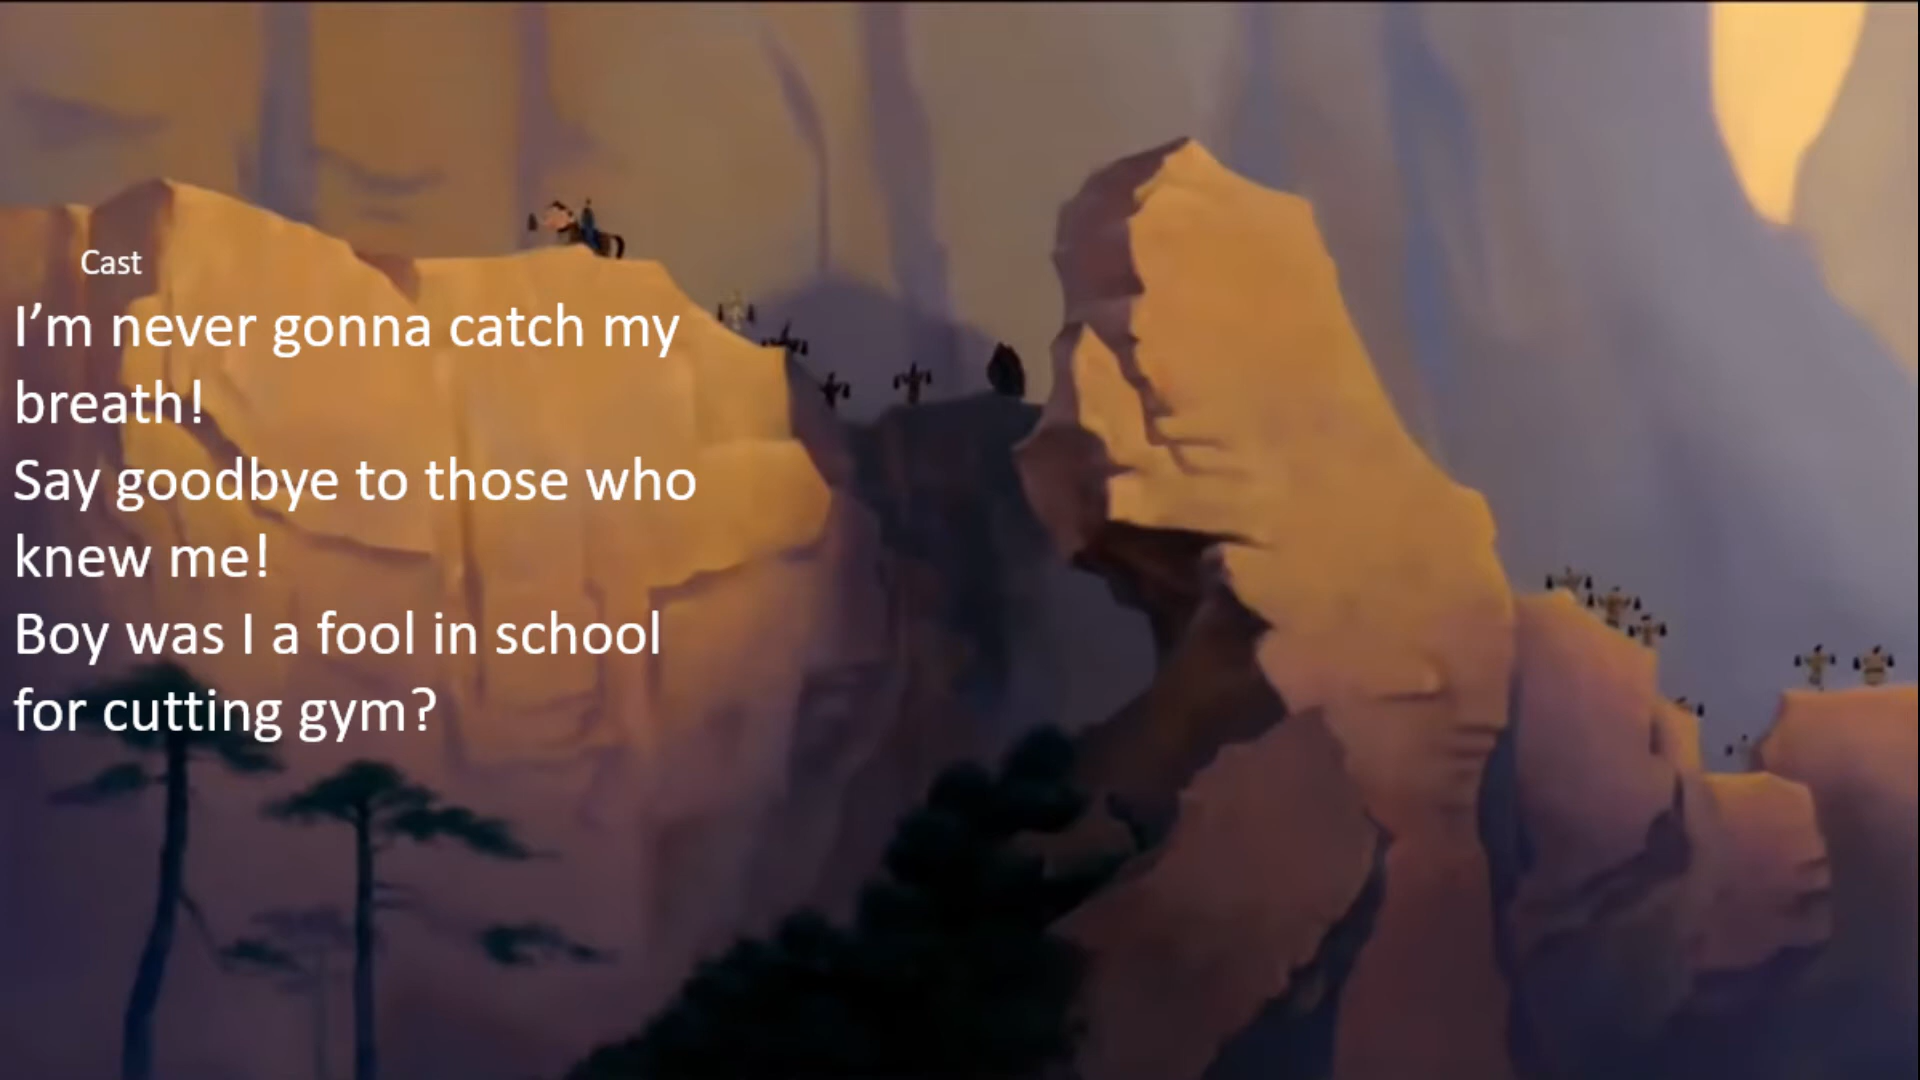 Cast
I’m never gonna catch my
breath!
Say goodbye to those who
knew me!
Boy was I a fool in school
for cutting gym?